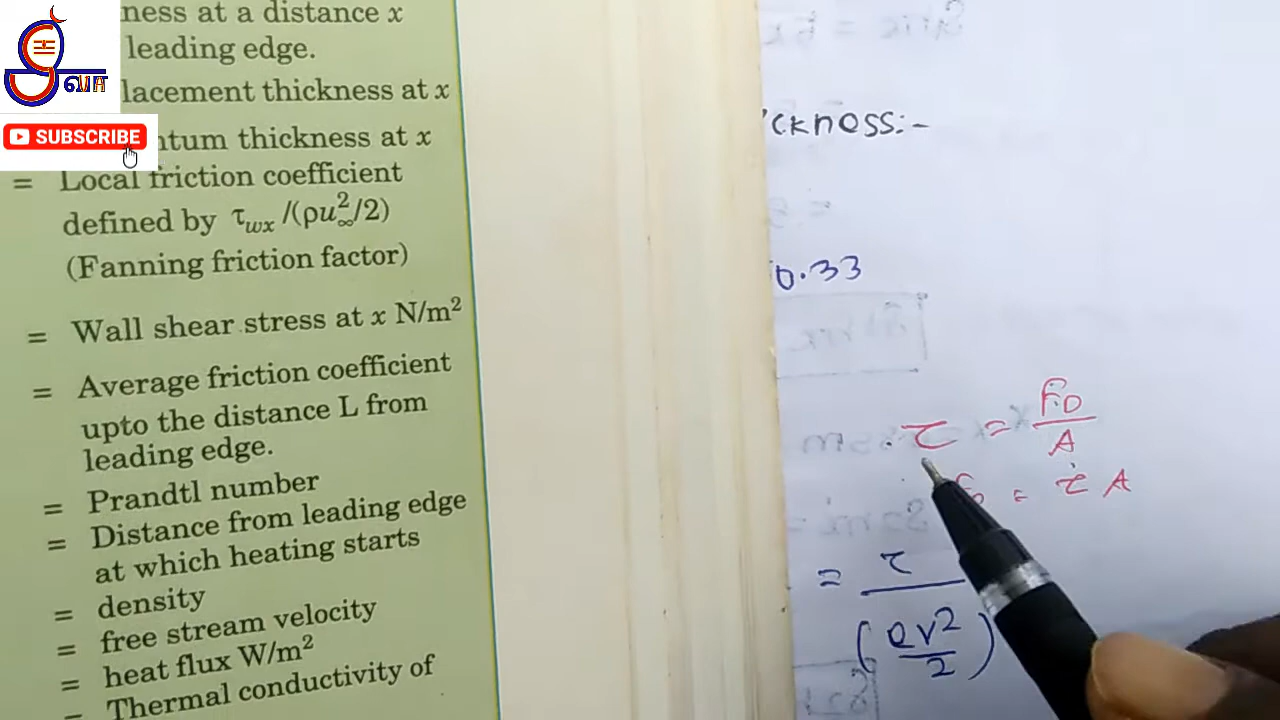 வா
SUBSCRIBE
ness at a distance x
leading edge.
lacement thickness at x
ntum thickness at x
= Local friction coefficient
defined by τwx /(ρu∞²/2)
(Fanning friction factor)
= Wall shear stress at x N/m²
= Average friction coefficient
upto the distance L from
leading edge.
= Prandtl number
= Distance from leading edge
at which heating starts
= density
= free stream velocity
= heat flux W/m²
= Thermal conductivity of
ckness:-
0.33
τ = FD / A
= τ A
= τ / (ρv²/2)